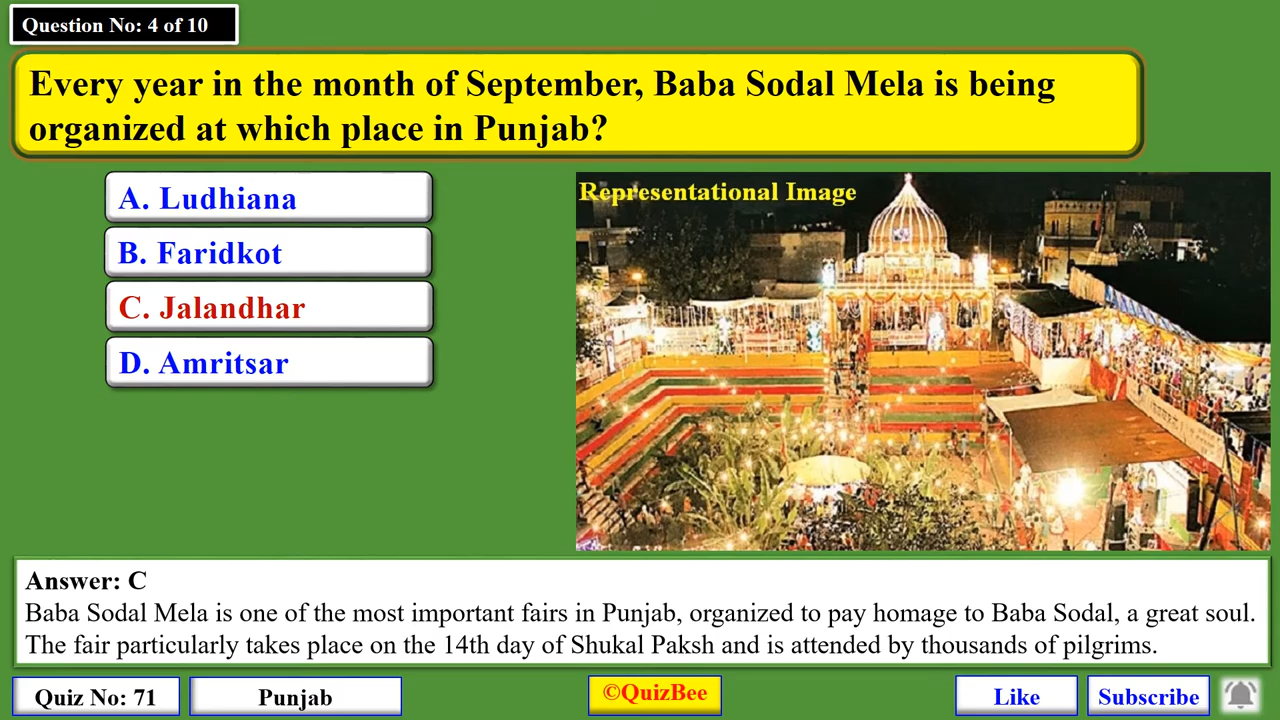 Question No: 4 of 10
Every year in the month of September, Baba Sodal Mela is being
organized at which place in Punjab?
A. Ludhiana
B. Faridkot
C. Jalandhar
D. Amritsar
Representational Image
Answer: C
Baba Sodal Mela is one of the most important fairs in Punjab, organized to pay homage to Baba Sodal, a great soul.
The fair particularly takes place on the 14th day of Shukal Paksh and is attended by thousands of pilgrims.
Quiz No: 71
Punjab
©QuizBee
Like
Subscribe